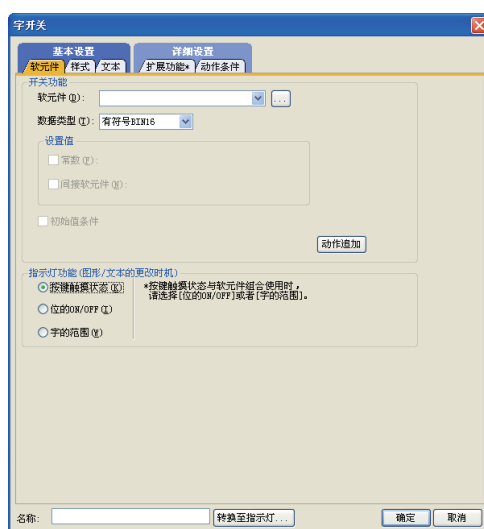 字开关
基本设置 详细设置
软元件 样式 文本 扩展功能* 动作条件
开关功能
软元件(D): ...
数据类型(T): 有符号BIN16
设置值
常数(F):
间接软元件(N):
初始值条件
动作追加
指示灯功能(图形/文本的更改时机)
按键触摸状态(K) *按键触摸状态与软元件组合使用时,
请选择[位的ON/OFF]或者[字的范围]。
位的ON/OFF(I)
字的范围(Y)
名称: 转换至指示灯... 确定 取消